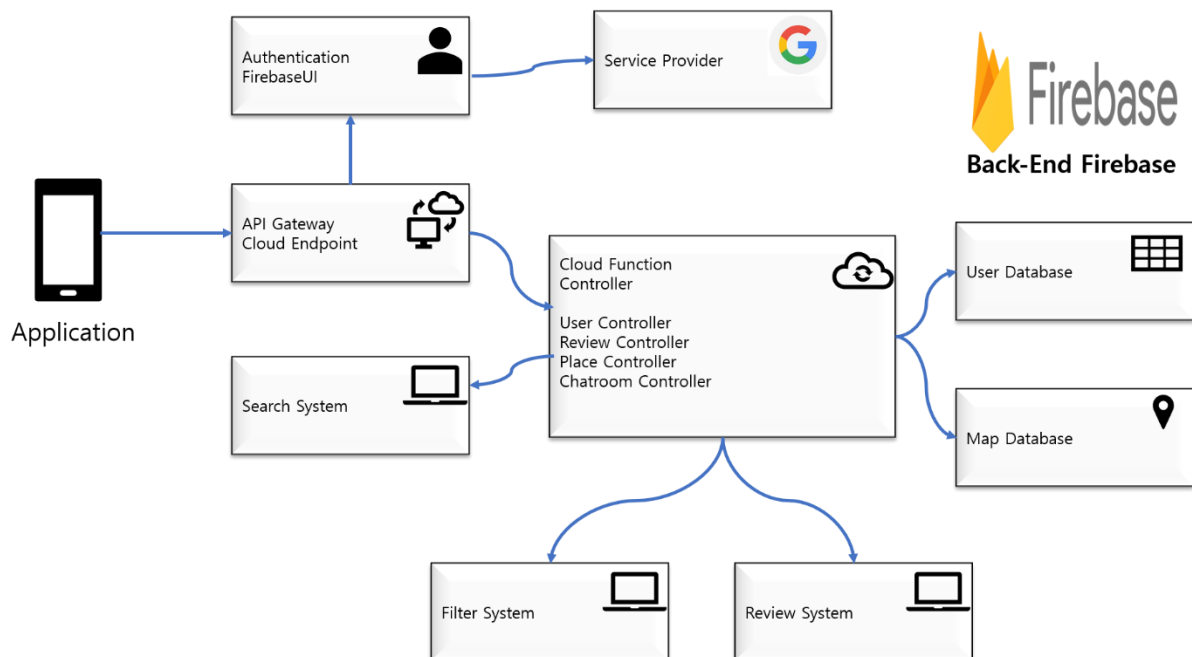 Authentication
FirebaseUI
Service Provider
Firebase
Back-End Firebase
API Gateway
Cloud Endpoint
Application
Cloud Function
Controller
User Controller
Review Controller
Place Controller
Chatroom Controller
User Database
Search System
Map Database
Filter System
Review System